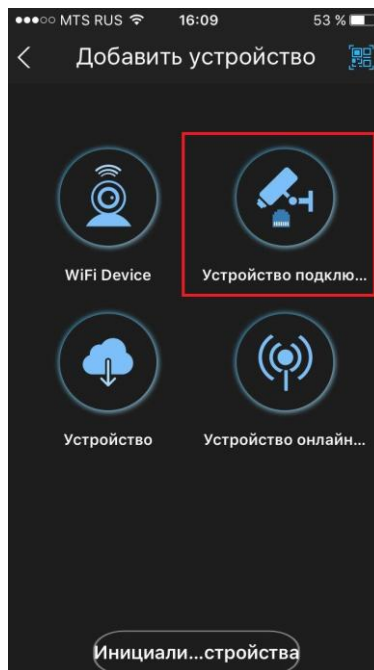 MTS RUS 16:09 53 %
Добавить устройство
WiFi Device Устройство подклю...
Устройство Устройство онлайн...
Инициали...стройства